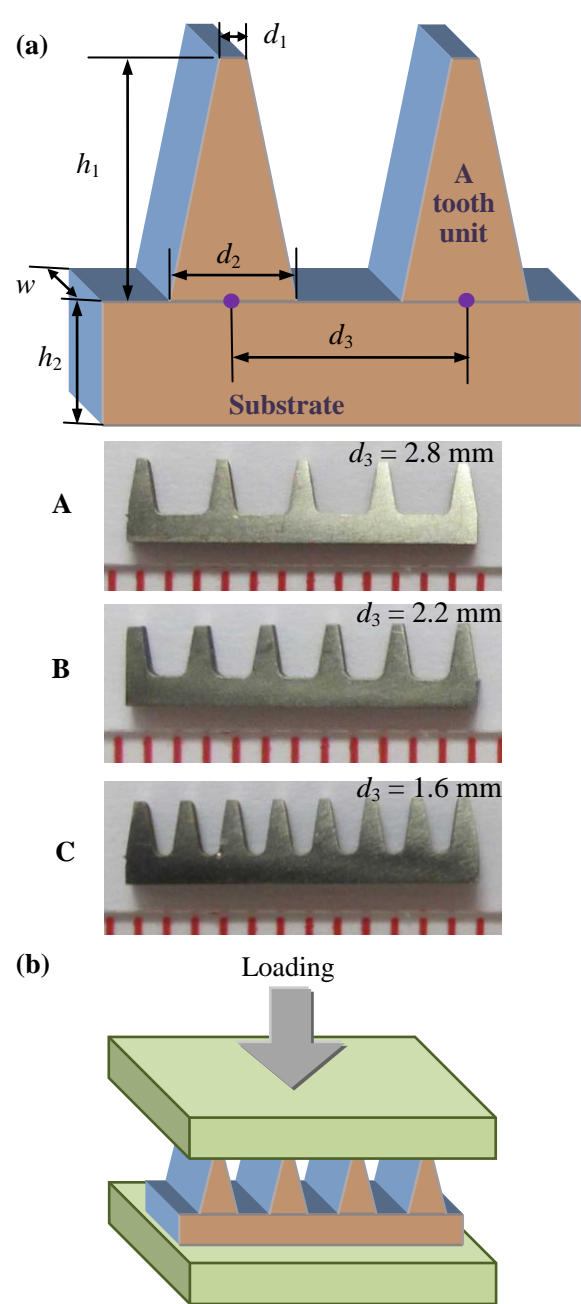 (a)
d₁
h₁
A
tooth
unit
d₂
w
h₂
d₃
Substrate
d₃ = 2.8 mm
A
d₃ = 2.2 mm
B
d₃ = 1.6 mm
C
(b)
Loading